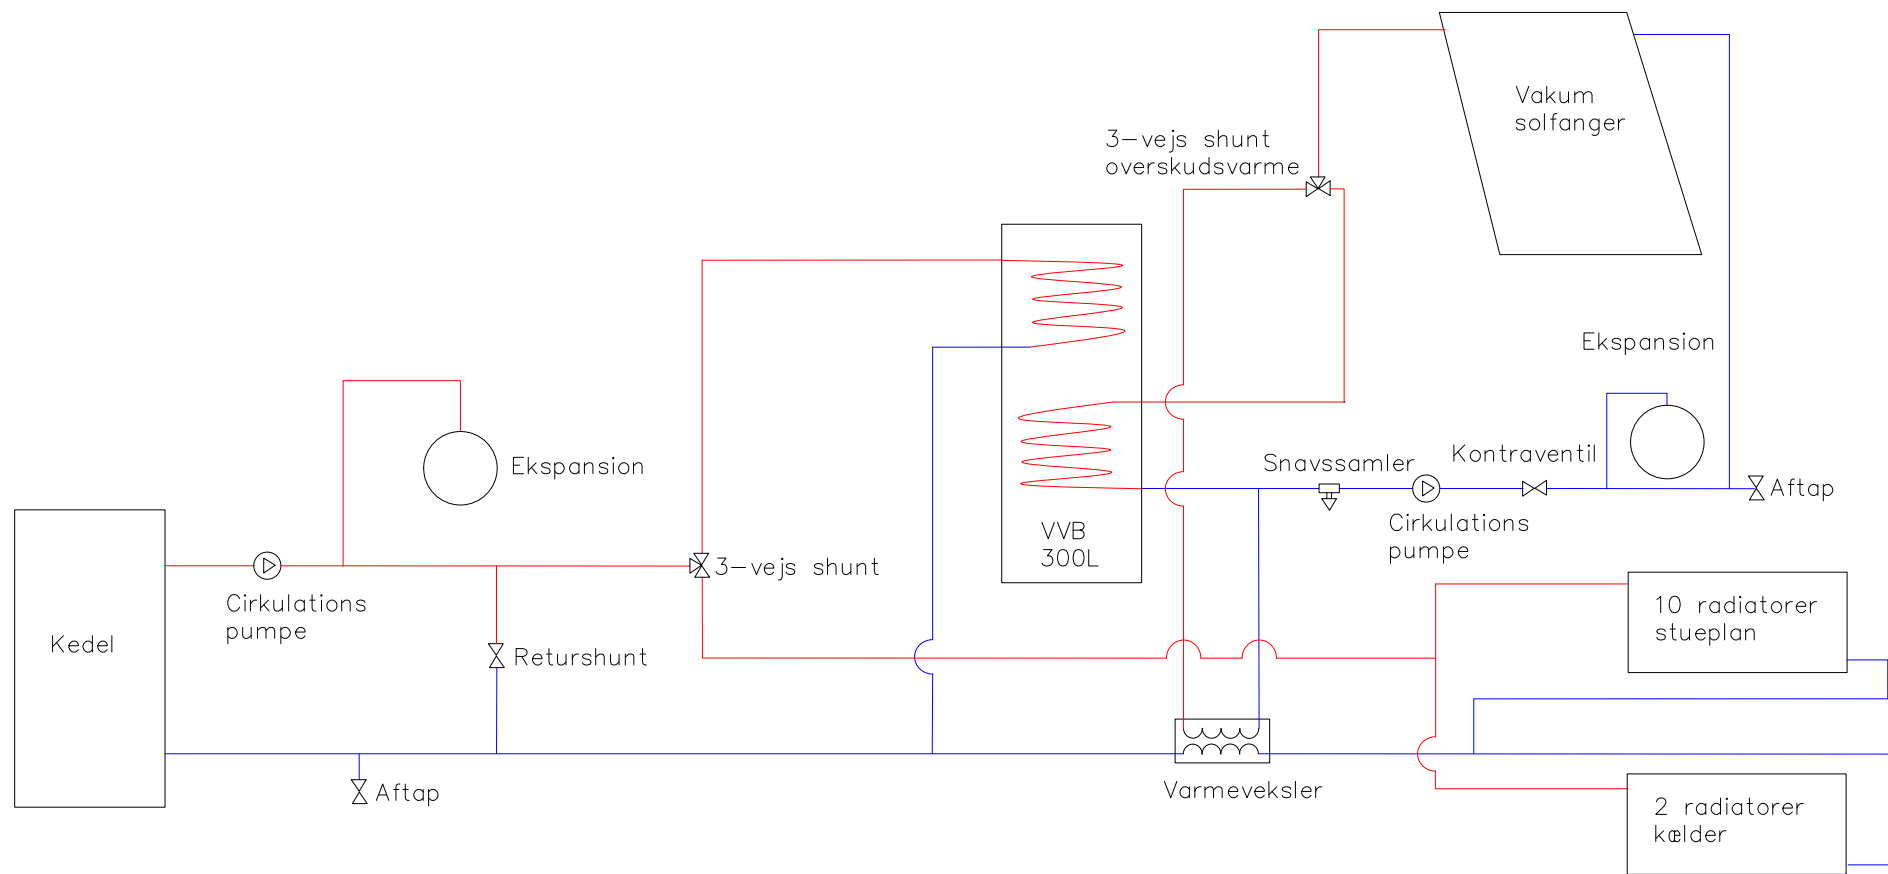 Vakum
solfanger
3-vejs shunt
overskudsvarme
Ekspansion
Ekspansion
Snavssamler
Kontraventil
Aftap
Cirkulations
pumpe
VVB
300L
3-vejs shunt
Cirkulations
pumpe
Kedel
Returshunt
10 radiatorer
stueplan
Aftap
Varmeveksler
2 radiatorer
kælder